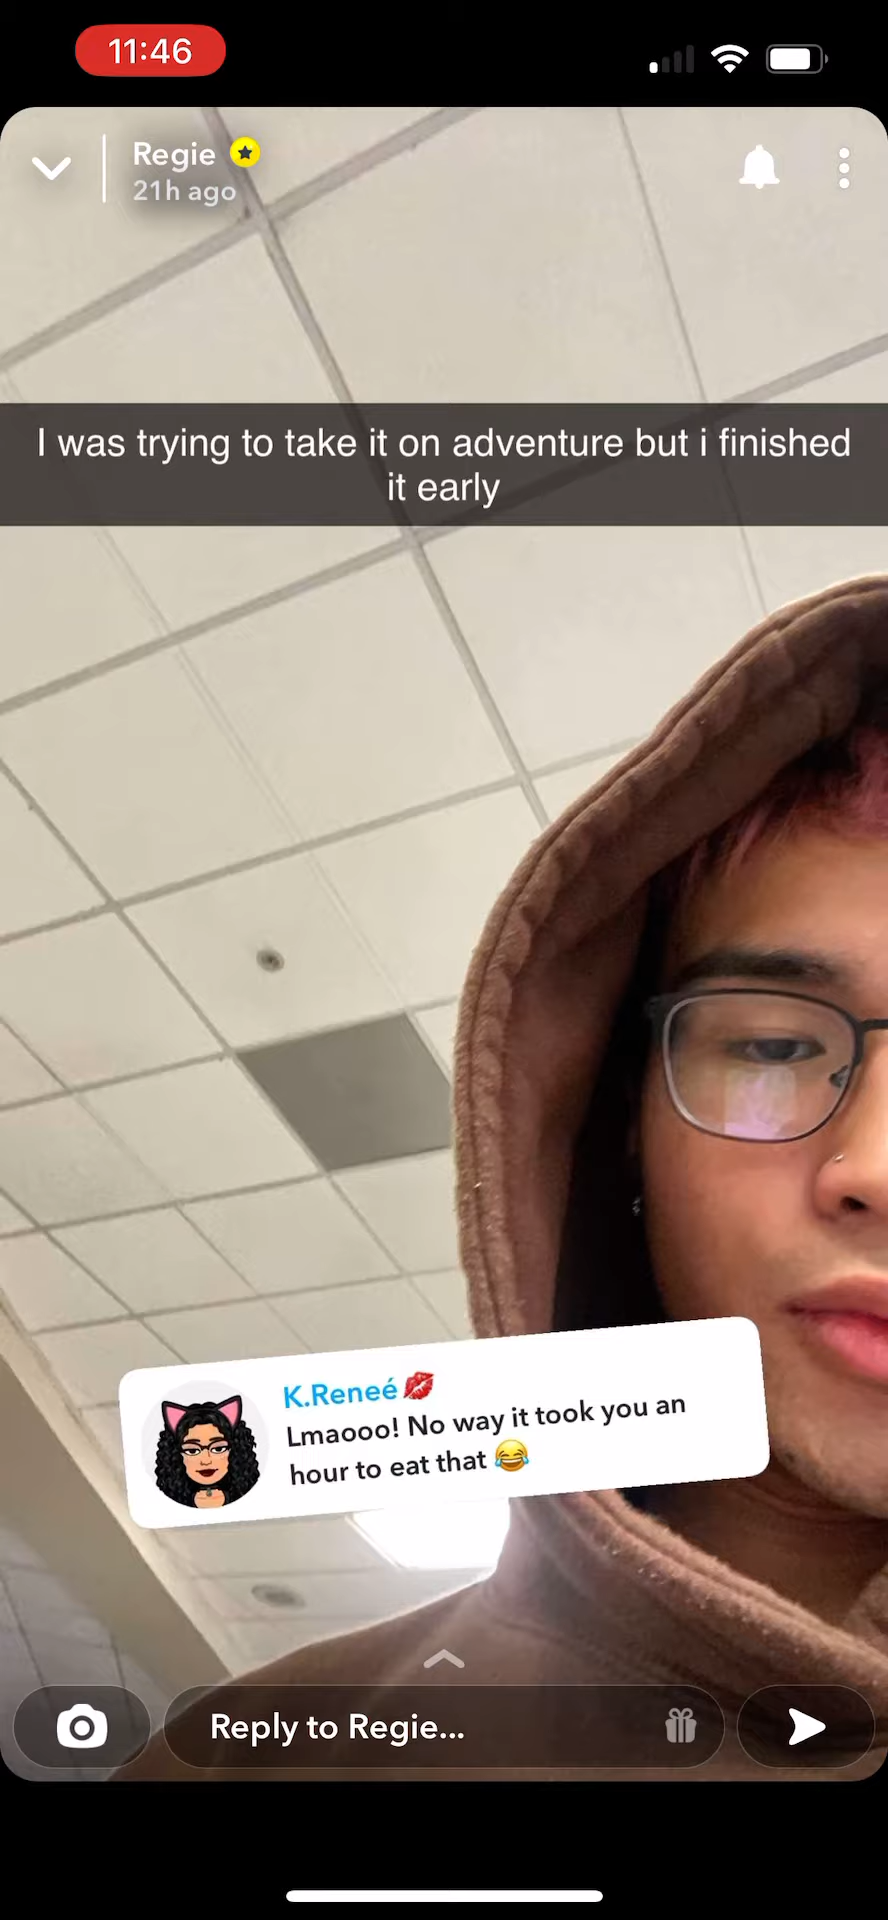 11:46
Regie
21h ago
I was trying to take it on adventure but i finished
it early
K.Reneé💋
Lmaooo! No way it took you an
hour to eat that 😂
Reply to Regie...